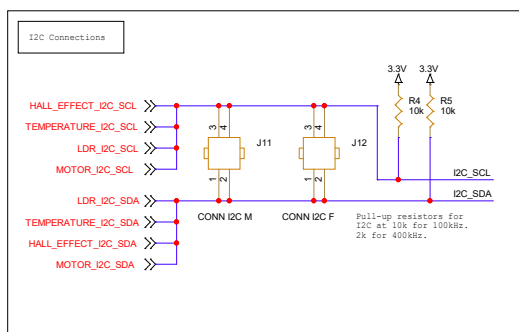 I2C Connections
3.3V
3.3V
HALL_EFFECT_I2C_SCL
TEMPERATURE_I2C_SCL
LDR_I2C_SCL
MOTOR_I2C_SCL
3
4
J11
1
2
CONN I2C M
3
4
J12
1
2
CONN I2C F
R4
10k
R5
10k
I2C_SCL
I2C_SDA
LDR_I2C_SDA
TEMPERATURE_I2C_SDA
HALL_EFFECT_I2C_SDA
MOTOR_I2C_SDA
Pull-up resistors for
I2C at 10k for 100kHz.
2k for 400kHz.